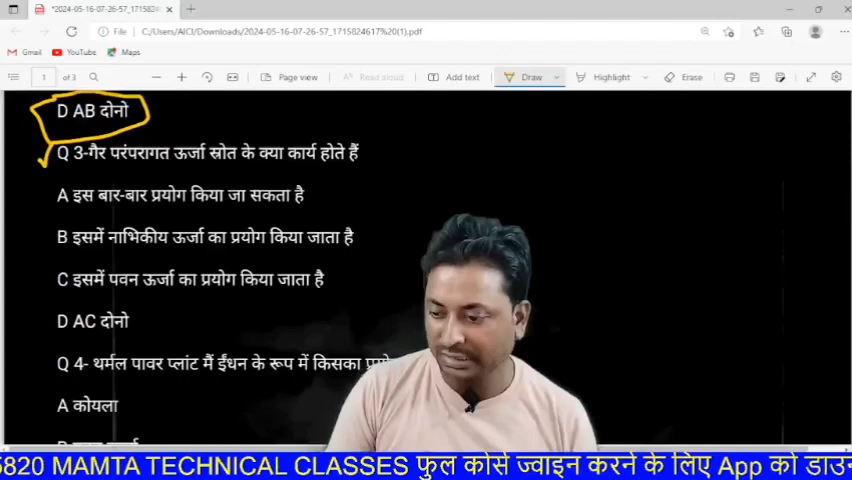 *2024-05-16-07-26-57_1715824
File
C:/Users/AICI/Downloads/2024-05-16-07-26-57_1715824617%20(1).pdf
Gmail YouTube Maps
1 of 3 Page view Read aloud Add text Draw Highlight Erase
D AB दोनो
Q 3-गैर परंपरागत ऊर्जा स्रोत के क्या कार्य होते हैं
A इस बार-बार प्रयोग किया जा सकता है
B इसमें नाभिकीय ऊर्जा का प्रयोग किया जाता है
C इसमें पवन ऊर्जा का प्रयोग किया जाता है
D AC दोनो
Q 4- थर्मल पावर प्लांट मैं ईंधन के रूप में किसका
A कोयला
5820 MAMTA TECHNICAL CLASSES फुल कोर्स ज्वाइन करने के लिए App को